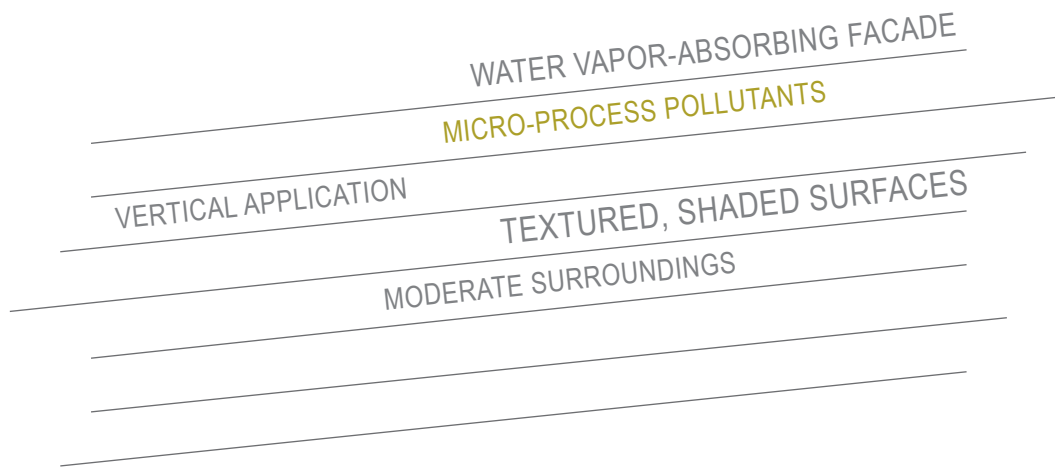 WATER VAPOR-ABSORBING FACADE
MICRO-PROCESS POLLUTANTS
VERTICAL APPLICATION
TEXTURED, SHADED SURFACES
MODERATE SURROUNDINGS